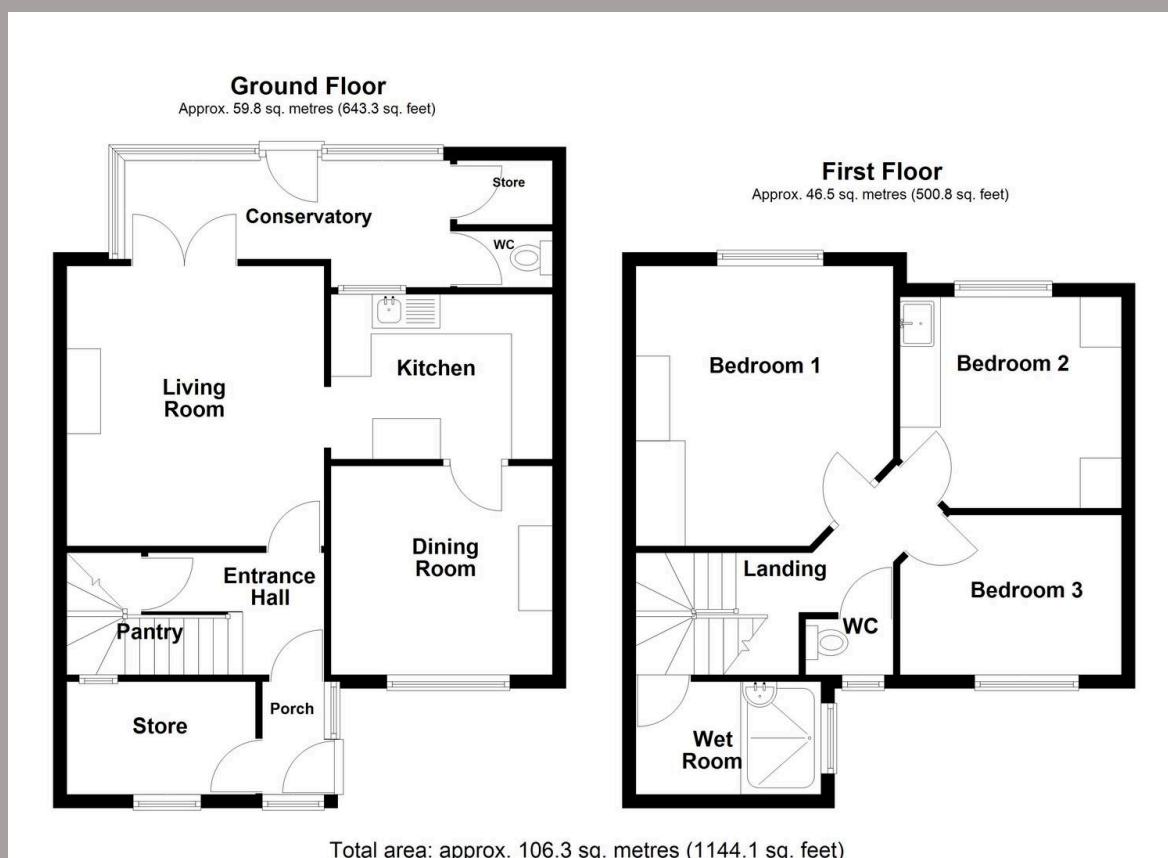 Ground Floor
Approx. 59.8 sq. metres (643.3 sq. feet)
Store
Conservatory
WC
Kitchen
Living
Room
Dining
Room
Entrance
Hall
Pantry
Porch
Store
First Floor
Approx. 46.5 sq. metres (500.8 sq. feet)
Bedroom 1
Bedroom 2
Landing
Bedroom 3
WC
Wet
Room
Total area: approx. 106.3 sq. metres (1144.1 sq. feet)